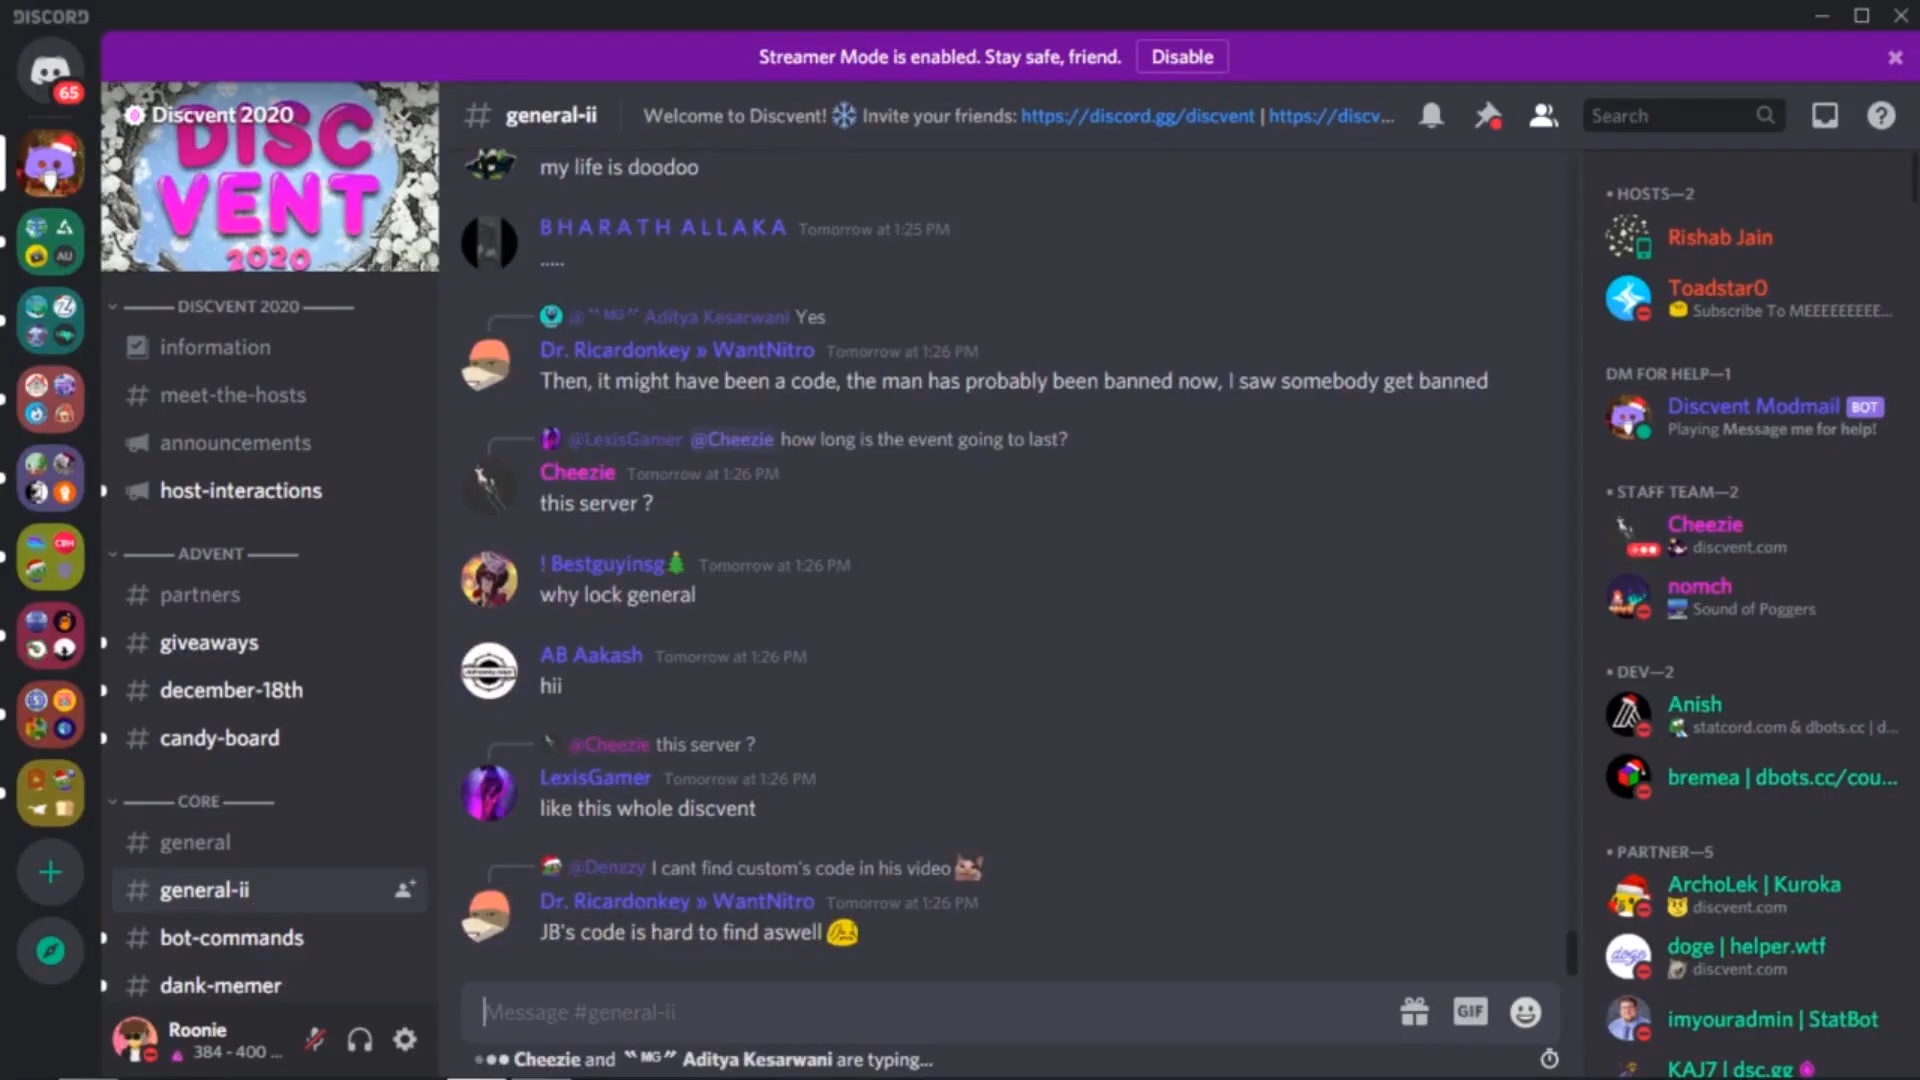 DISCORD
Streamer Mode is enabled. Stay safe, friend.
Disable
65
Discvent 2020
DISC
VENT
2020
DISCVENT 2020
information
meet-the-hosts
announcements
host-interactions
ADVENT
partners
giveaways
december-18th
candy-board
CORE
general
general-ii
bot-commands
dank-memer
Roonie
384 - 400 ...
AU
CBH
# general-ii
Welcome to Discvent! ❄️ Invite your friends: https://discord.gg/discvent | https://discv...
Search
my life is doodoo
B H A R A T H A L L A K A Tomorrow at 1:25 PM
.....
@‟ᴹᴳ″ Aditya Kesarwani Yes
Dr. Ricardonkey » WantNitro Tomorrow at 1:26 PM
Then, it might have been a code, the man has probably been banned now, I saw somebody get banned
@LexisGamer @Cheezie how long is the event going to last?
Cheezie Tomorrow at 1:26 PM
this server ?
! Bestguyinsg🎄 Tomorrow at 1:26 PM
why lock general
AB Aakash Tomorrow at 1:26 PM
hii
@Cheezie this server ?
LexisGamer Tomorrow at 1:26 PM
like this whole discvent
@Denzzy I cant find custom's code in his video
Dr. Ricardonkey » WantNitro Tomorrow at 1:26 PM
JB's code is hard to find aswell
Message #general-ii
GIF
Cheezie and ‟ᴹᴳ″ Aditya Kesarwani are typing...
• HOSTS—2
Rishab Jain
Toadstar0
Subscribe To MEEEEEEEEE...
DM FOR HELP—1
Discvent Modmail BOT
Playing Message me for help!
• STAFF TEAM—2
Cheezie
discvent.com
nomch
Sound of Poggers
• DEV—2
Anish
statcord.com & dbots.cc | d...
bremea | dbots.cc/cou...
• PARTNER—5
ArchoLek | Kuroka
discvent.com
doge | helper.wtf
doge
discvent.com
imyouradmin | StatBot
KAJ7 | dsc.gg